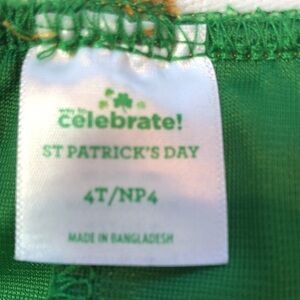 way to
celebrate!
ST PATRICK'S DAY
4T/NP4
MADE IN BANGLADESH